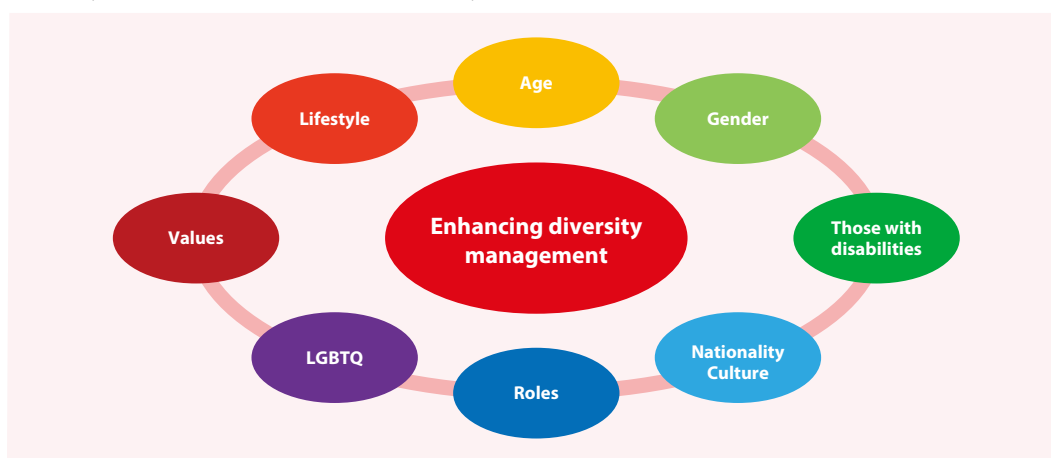 Age
Lifestyle
Gender
Enhancing diversity
management
Values
Those with
disabilities
LGBTQ
Nationality
Culture
Roles